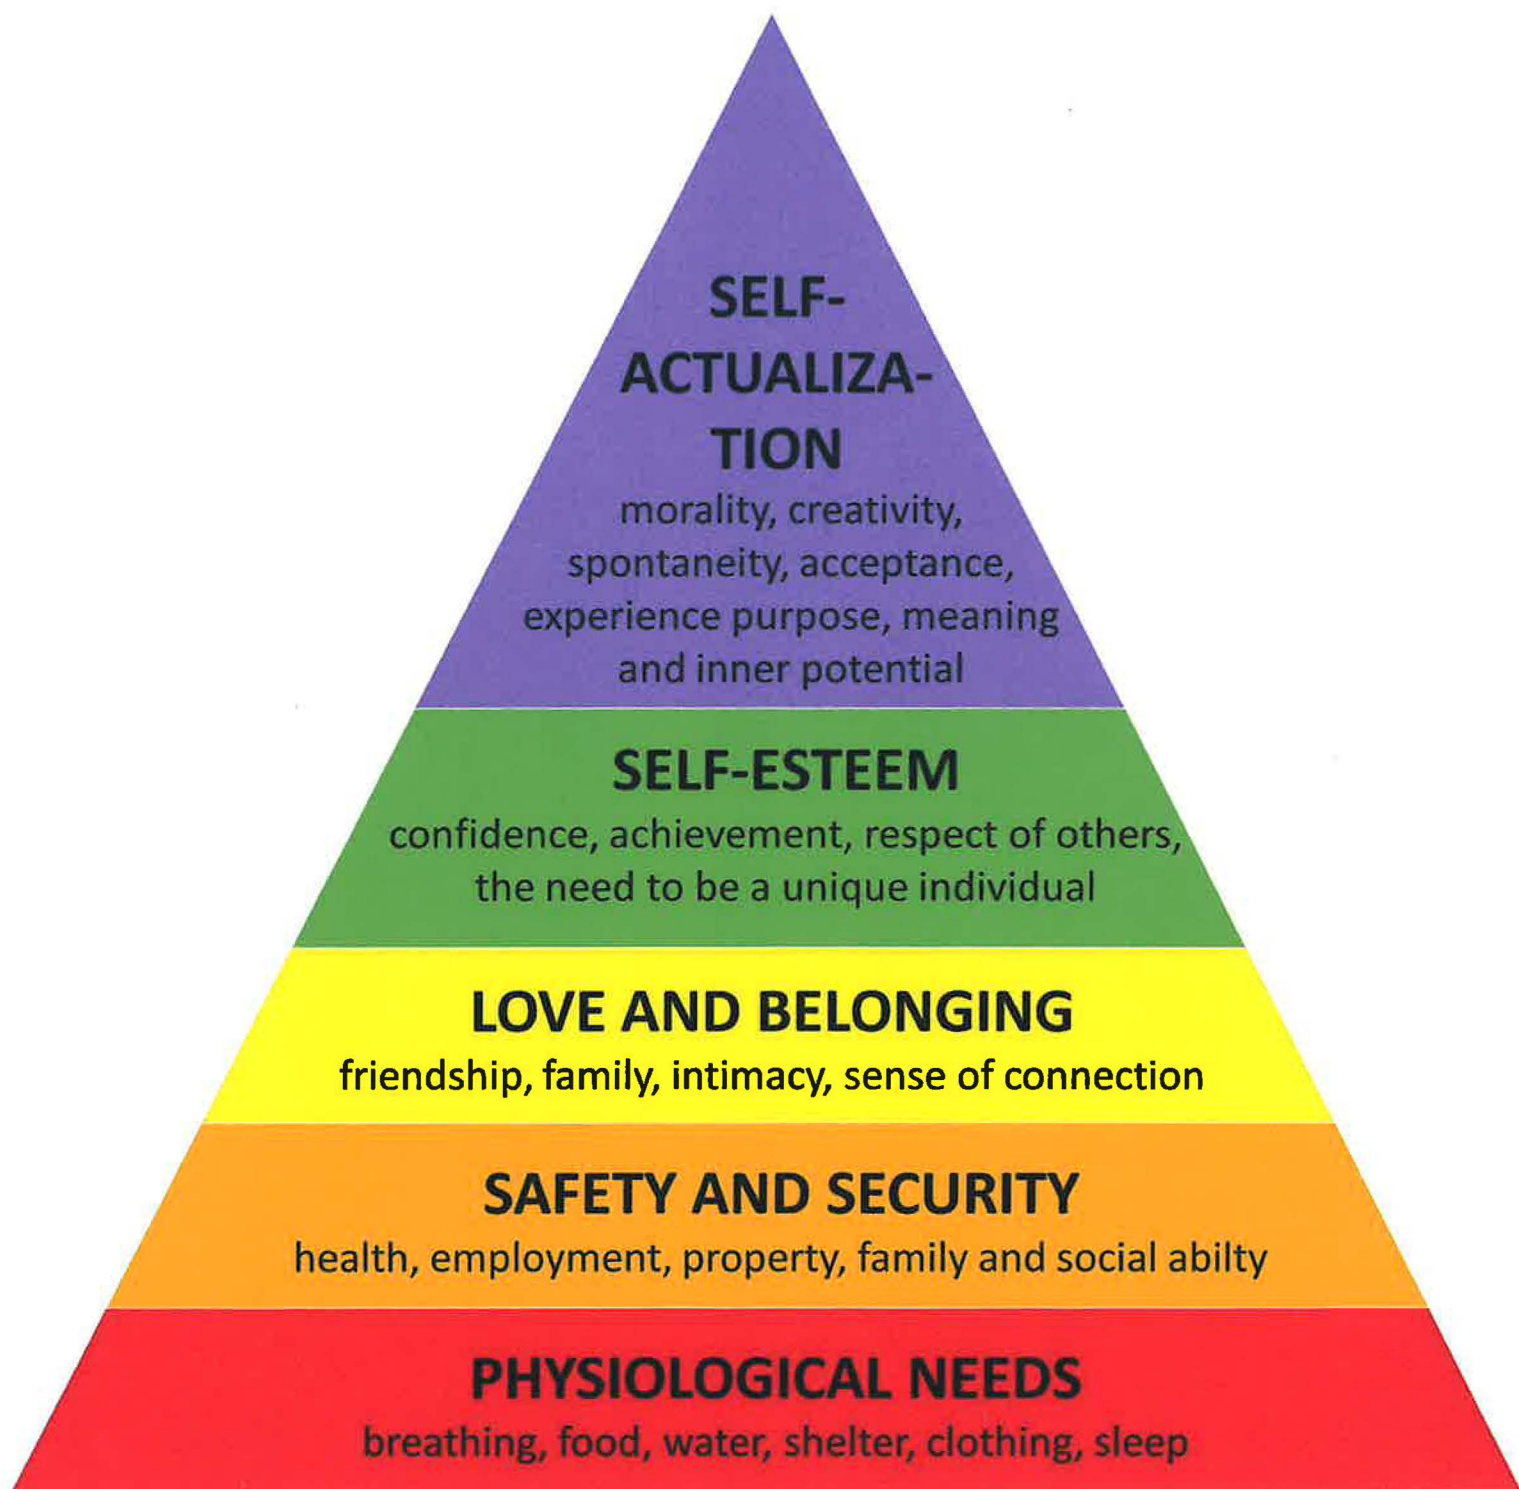 SELF-
ACTUALIZA-
TION
morality, creativity,
spontaneity, acceptance,
experience purpose, meaning
and inner potential
SELF-ESTEEM
confidence, achievement, respect of others,
the need to be a unique individual
LOVE AND BELONGING
friendship, family, intimacy, sense of connection
SAFETY AND SECURITY
health, employment, property, family and social abilty
PHYSIOLOGICAL NEEDS
breathing, food, water, shelter, clothing, sleep